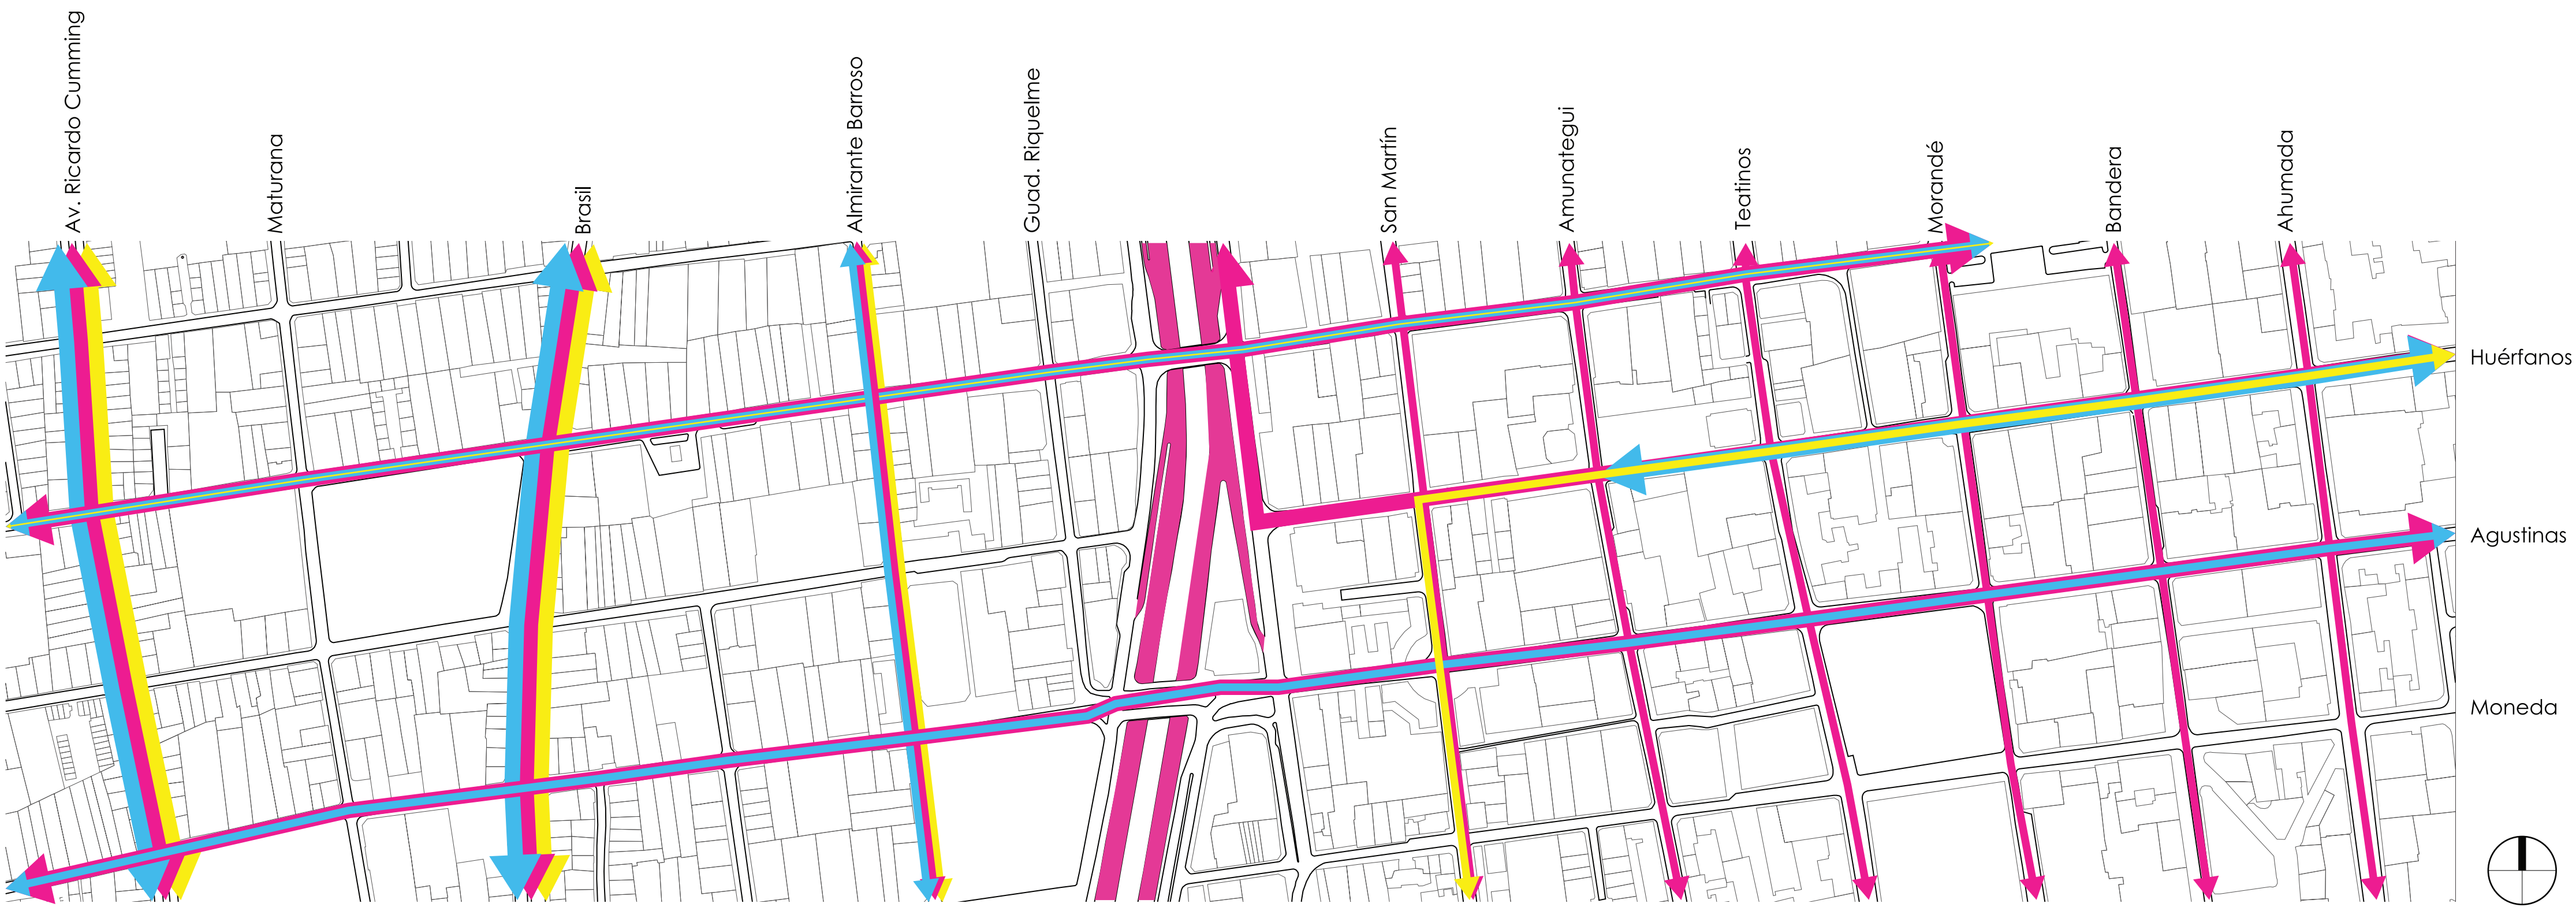 Av. Ricardo Cumming
Maturana
Brasil
Almirante Barroso
Guad. Riquelme
San Martín
Amunategui
Teatinos
Morandé
Bandera
Ahumada
Huérfanos
Agustinas
Moneda